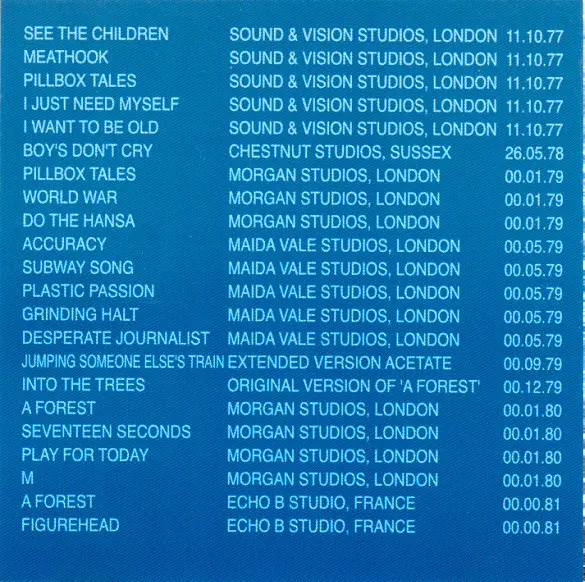 SEE THE CHILDREN SOUND & VISION STUDIOS, LONDON 11.10.77
MEATHOOK SOUND & VISION STUDIOS, LONDON 11.10.77
PILLBOX TALES SOUND & VISION STUDIOS, LONDON 11.10.77
I JUST NEED MYSELF SOUND & VISION STUDIOS, LONDON 11.10.77
I WANT TO BE OLD SOUND & VISION STUDIOS, LONDON 11.10.77
BOY'S DON'T CRY CHESTNUT STUDIOS, SUSSEX 26.05.78
PILLBOX TALES MORGAN STUDIOS, LONDON 00.01.79
WORLD WAR MORGAN STUDIOS, LONDON 00.01.79
DO THE HANSA MORGAN STUDIOS, LONDON 00.01.79
ACCURACY MAIDA VALE STUDIOS, LONDON 00.05.79
SUBWAY SONG MAIDA VALE STUDIOS, LONDON 00.05.79
PLASTIC PASSION MAIDA VALE STUDIOS, LONDON 00.05.79
GRINDING HALT MAIDA VALE STUDIOS, LONDON 00.05.79
DESPERATE JOURNALIST MAIDA VALE STUDIOS, LONDON 00.05.79
JUMPING SOMEONE ELSE'S TRAIN EXTENDED VERSION ACETATE 00.09.79
INTO THE TREES ORIGINAL VERSION OF 'A FOREST' 00.12.79
A FOREST MORGAN STUDIOS, LONDON 00.01.80
SEVENTEEN SECONDS MORGAN STUDIOS, LONDON 00.01.80
PLAY FOR TODAY MORGAN STUDIOS, LONDON 00.01.80
M MORGAN STUDIOS, LONDON 00.01.80
A FOREST ECHO B STUDIO, FRANCE 00.00.81
FIGUREHEAD ECHO B STUDIO, FRANCE 00.00.81